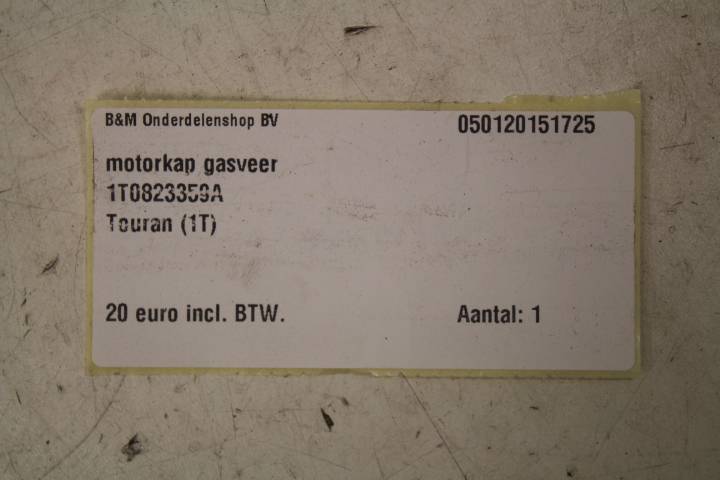 B&M Onderdelenshop BV
050120151725
motorkap gasveer
1T0823359A
Touran (1T)
20 euro incl. BTW.
Aantal: 1